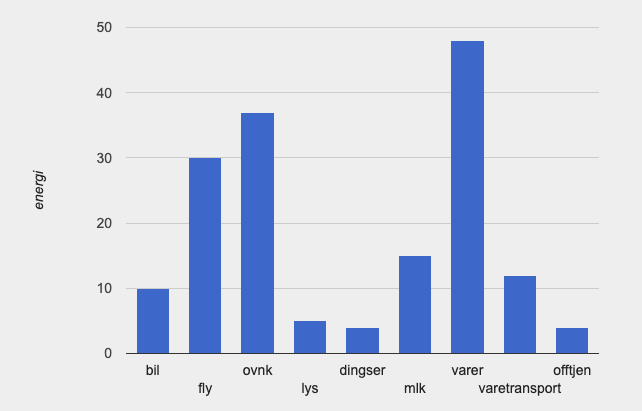 energi
50
40
30
20
10
0
bil
fly
ovnk
lys
dingser
mlk
varer
varetransport
offtjen